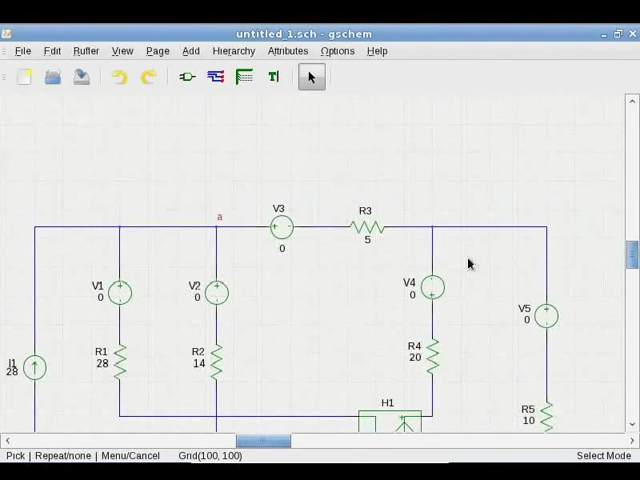 untitled_1.sch - gschem
File Edit Buffer View Page Add Hierarchy Attributes Options Help
T
a
V3
0
R3
5
V1
0
V2
0
V4
0
V5
0
I1
28
R1
28
R2
14
R4
20
H1
R5
10
Pick | Repeat/none | Menu/Cancel Grid(100, 100) Select Mode